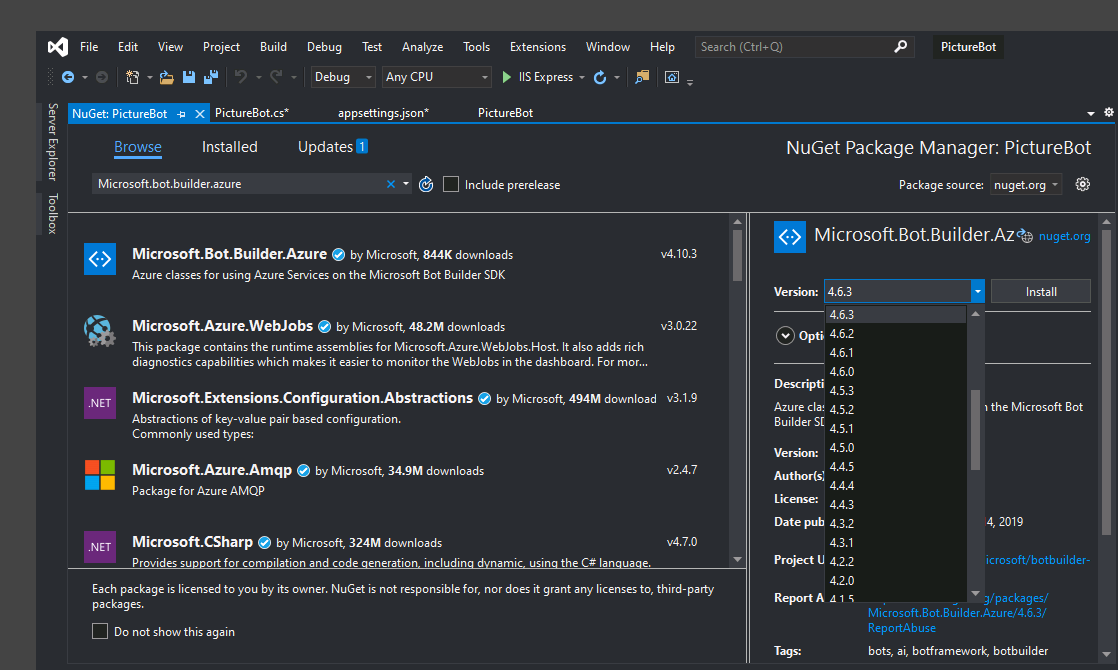 File Edit View Project Build Debug Test Analyze Tools Extensions Window Help Search (Ctrl+Q) PictureBot
Debug Any CPU IIS Express
Server Explorer
Toolbox
NuGet: PictureBot PictureBot.cs* appsettings.json* PictureBot
Browse Installed Updates 1
NuGet Package Manager: PictureBot
Microsoft.bot.builder.azure Include prerelease
Package source: nuget.org
Microsoft.Bot.Builder.Azure by Microsoft, 844K downloads v4.10.3
Azure classes for using Azure Services on the Microsoft Bot Builder SDK
Microsoft.Azure.WebJobs by Microsoft, 48.2M downloads v3.0.22
This package contains the runtime assemblies for Microsoft.Azure.WebJobs.Host. It also adds rich
diagnostics capabilities which makes it easier to monitor the WebJobs in the dashboard. For mor...
.NET
Microsoft.Extensions.Configuration.Abstractions by Microsoft, 494M download v3.1.9
Abstractions of key-value pair based configuration.
Commonly used types:
Microsoft.Azure.Amqp by Microsoft, 34.9M downloads v2.4.7
Package for Azure AMQP
.NET
Microsoft.CSharp by Microsoft, 324M downloads v4.7.0
Provides support for compilation and code generation, including dynamic, using the C# language.
Each package is licensed to you by its owner. NuGet is not responsible for, nor does it grant any licenses to, third-party
packages.
Do not show this again
Microsoft.Bot.Builder.Az nuget.org
Version: 4.6.3 Install
4.6.3
4.6.2
4.6.1
4.6.0
4.5.3
4.5.2
4.5.1
4.5.0
4.4.5
4.4.4
4.4.3
4.3.2
4.3.1
4.2.2
4.2.0
4.1.5
Opti
Descripti
Azure clas n the Microsoft Bot
Builder SD
Version:
Author(s)
License:
Date pub 4, 2019
Project U icrosoft/botbuilder-
Report A g/packages/
Microsoft.Bot.Builder.Azure/4.6.3/
ReportAbuse
Tags: bots, ai, botframework, botbuilder